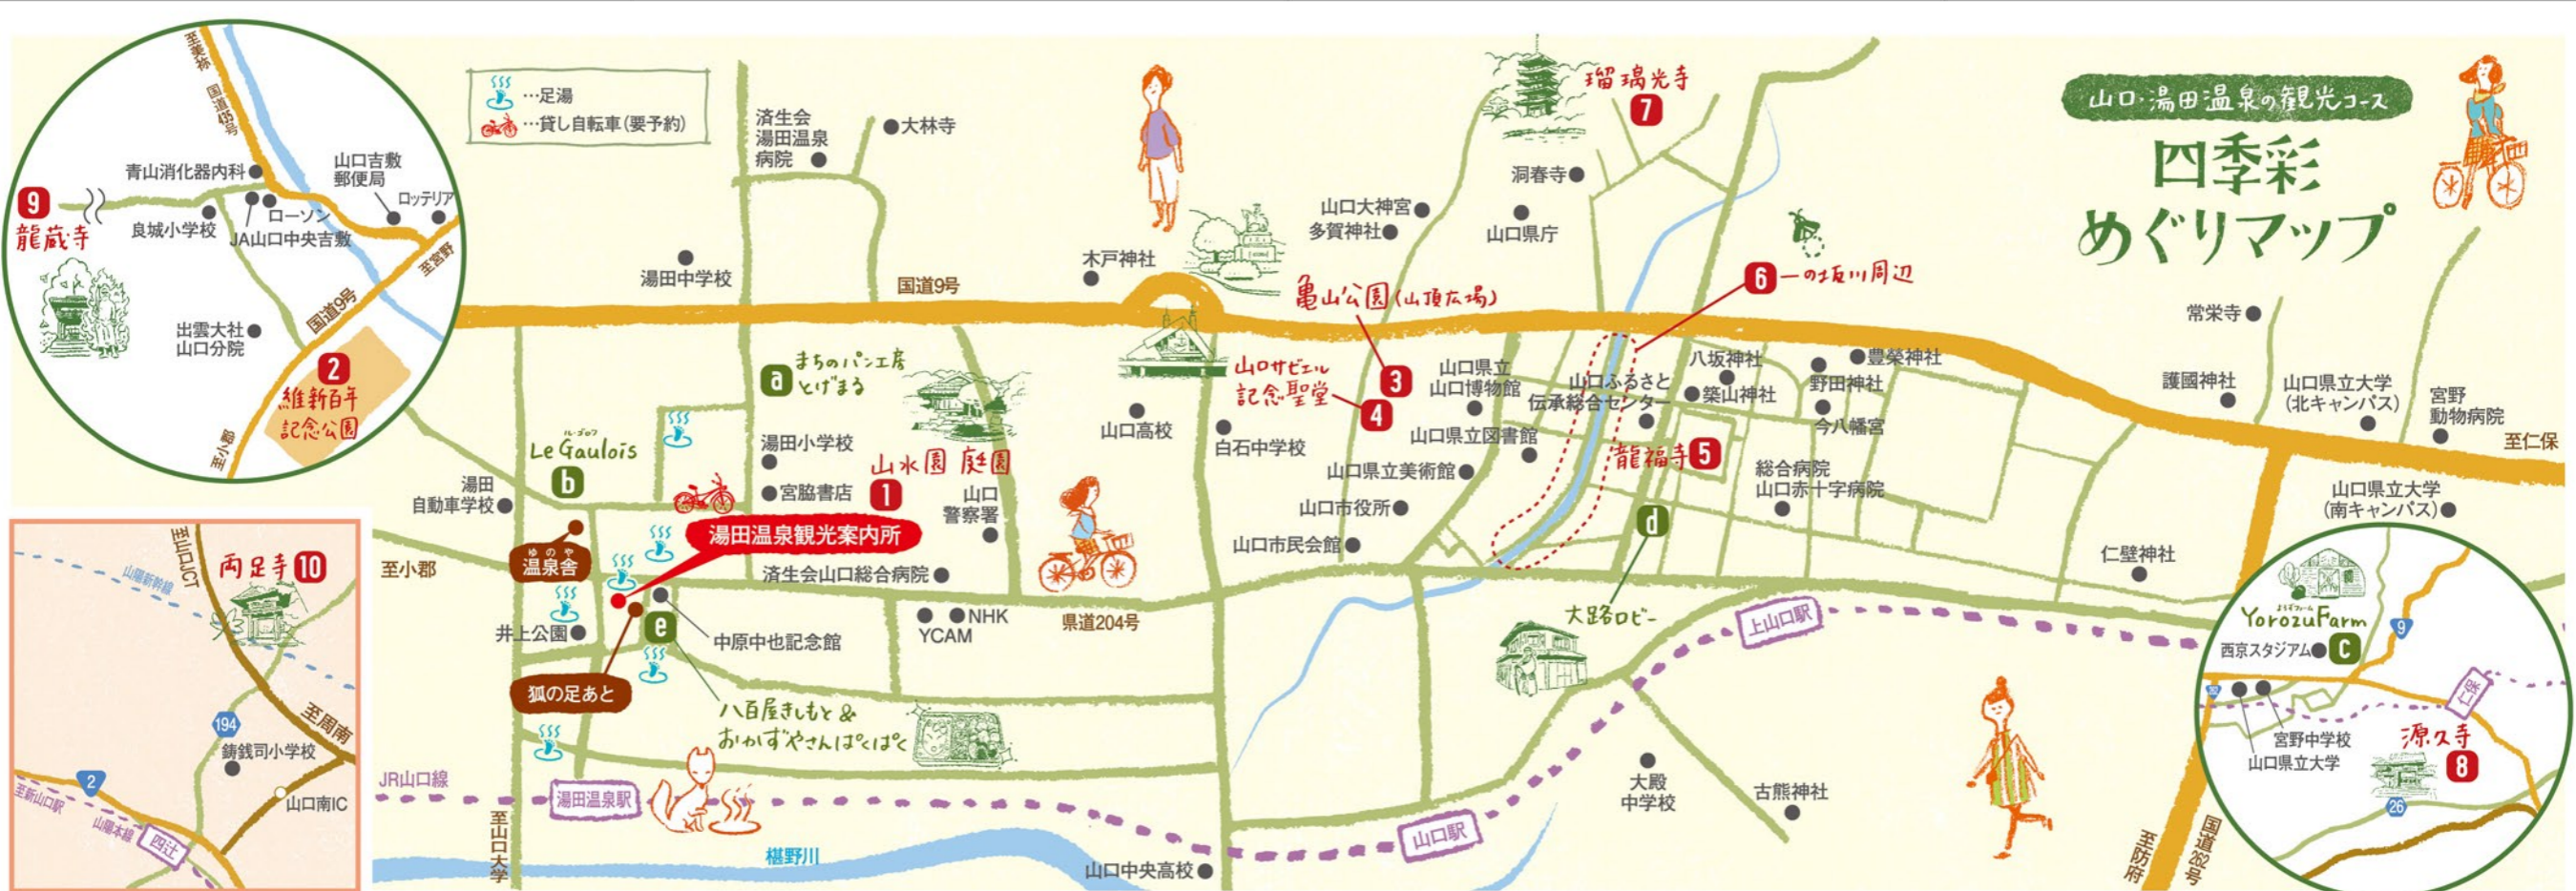 山口・湯田温泉の観光コース
四季彩
めぐりマップ
…足湯
…貸し自転車(要予約)
至美祢
国道435号
青山消化器内科
山口吉敷
郵便局
ロッテリア
9
龍蔵寺
良城小学校
ローソン
JA山口中央吉敷
至宮野
国道9号
出雲大社
山口分院
2
維新百年
記念公園
至小郡
済生会
湯田温泉
病院
大林寺
湯田中学校
国道9号
木戸神社
山口大神宮
多賀神社
瑠璃光寺
7
洞春寺
山口県庁
亀山公園(山頂広場)
3
山口サビエル
記念聖堂
4
6
一の坂川周辺
a
まちのパン工房
とげまる
ル・ゴロワ
Le Gaulois
b
湯田
自動車学校
湯田小学校
宮脇書店
山水園 庭園
1
山口
警察署
山口高校
白石中学校
山口県立
山口博物館
山口ふるさと
伝承総合センター
山口県立図書館
山口県立美術館
山口市役所
山口市民会館
八坂神社
築山神社
野田神社
豊榮神社
今八幡宮
龍福寺
5
総合病院
山口赤十字病院
d
大路ロビー
常栄寺
護國神社
山口県立大学
(北キャンパス)
宮野
動物病院
至仁保
山口県立大学
(南キャンパス)
仁壁神社
至小郡
ゆのや
温泉舎
湯田温泉観光案内所
済生会山口総合病院
井上公園
e
中原中也記念館
YCAM
NHK
県道204号
狐の足あと
八百屋きしもと&
おかずやさんぱくぱく
JR山口線
湯田温泉駅
至山口大学
椹野川
山口中央高校
山口駅
上山口駅
大殿
中学校
古熊神社
至防府
国道262号
至山口JCT
山陽新幹線
両足寺
10
194
至周南
鋳銭司小学校
2
山口南IC
至新山口駅
山陽本線
四辻
ようずファーム
YorozuFarm
9
西京スタジアム
C
仁保
宮野中学校
山口県立大学
源久寺
8
26